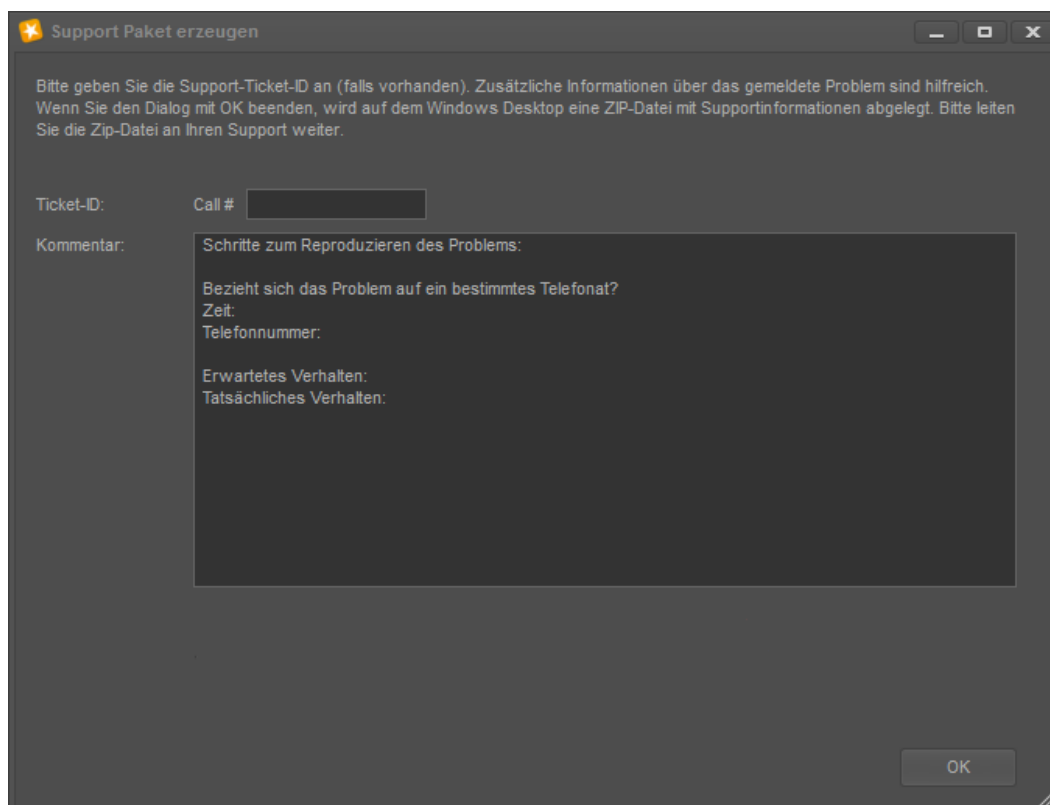 Support Paket erzeugen
Bitte geben Sie die Support-Ticket-ID an (falls vorhanden). Zusätzliche Informationen über das gemeldete Problem sind hilfreich.
Wenn Sie den Dialog mit OK beenden, wird auf dem Windows Desktop eine ZIP-Datei mit Supportinformationen abgelegt. Bitte leiten
Sie die Zip-Datei an Ihren Support weiter.
Ticket-ID: Call #
Kommentar:
Schritte zum Reproduzieren des Problems:
Bezieht sich das Problem auf ein bestimmtes Telefonat?
Zeit:
Telefonnummer:
Erwartetes Verhalten:
Tatsächliches Verhalten:
OK